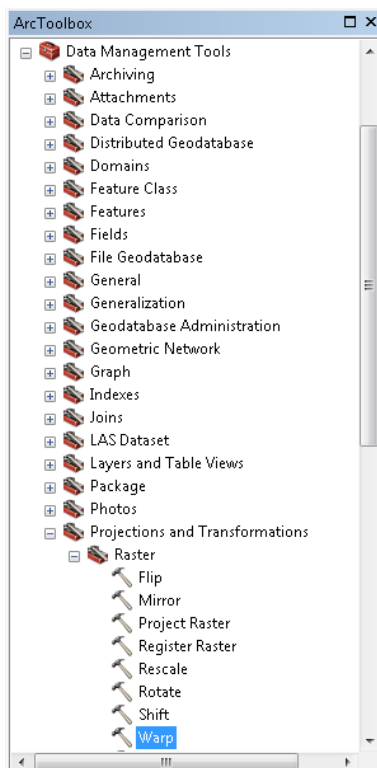 ArcToolbox
Data Management Tools
Archiving
Attachments
Data Comparison
Distributed Geodatabase
Domains
Feature Class
Features
Fields
File Geodatabase
General
Generalization
Geodatabase Administration
Geometric Network
Graph
Indexes
Joins
LAS Dataset
Layers and Table Views
Package
Photos
Projections and Transformations
Raster
Flip
Mirror
Project Raster
Register Raster
Rescale
Rotate
Shift
Warp